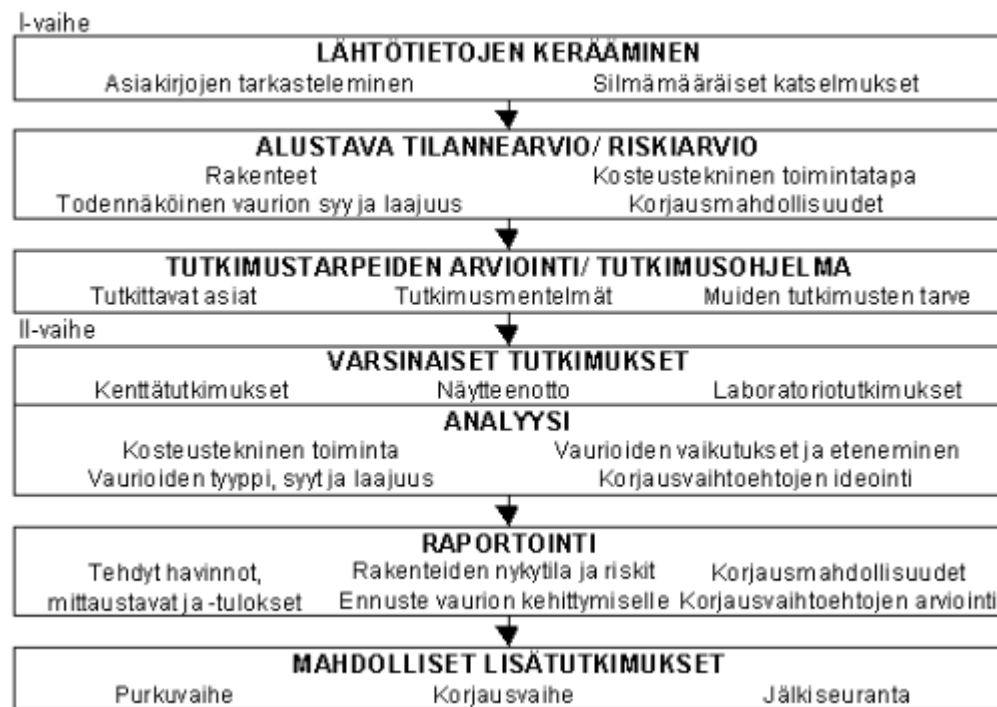 I-vaihe
LÄHTÖTIETOJEN KERÄÄMINEN
Asiakirjojen tarkasteleminen Silmämääräiset katselmukset
ALUSTAVA TILANNEARVIO/ RISKIARVIO
Rakenteet Kosteustekninen toimintatapa
Todennäköinen vaurion syy ja laajuus Korjausmahdollisuudet
TUTKIMUSTARPEIDEN ARVIOINTI/ TUTKIMUSOHJELMA
Tutkittavat asiat Tutkimusmentelmät Muiden tutkimusten tarve
II-vaihe
VARSINAISET TUTKIMUKSET
Kenttätutkimukset Näytteenotto Laboratoriotutkimukset
ANALYYSI
Kosteustekninen toiminta Vaurioiden vaikutukset ja eteneminen
Vaurioiden tyyppi, syyt ja laajuus Korjausvaihtoehtojen ideointi
RAPORTOINTI
Tehdyt havinnot, Rakenteiden nykytila ja riskit Korjausmahdollisuudet
mittaustavat ja -tulokset Ennuste vaurion kehittymiselle Korjausvaihtoehtojen arviointi
MAHDOLLISET LISÄTUTKIMUKSET
Purkuvaihe Korjausvaihe Jälkiseuranta